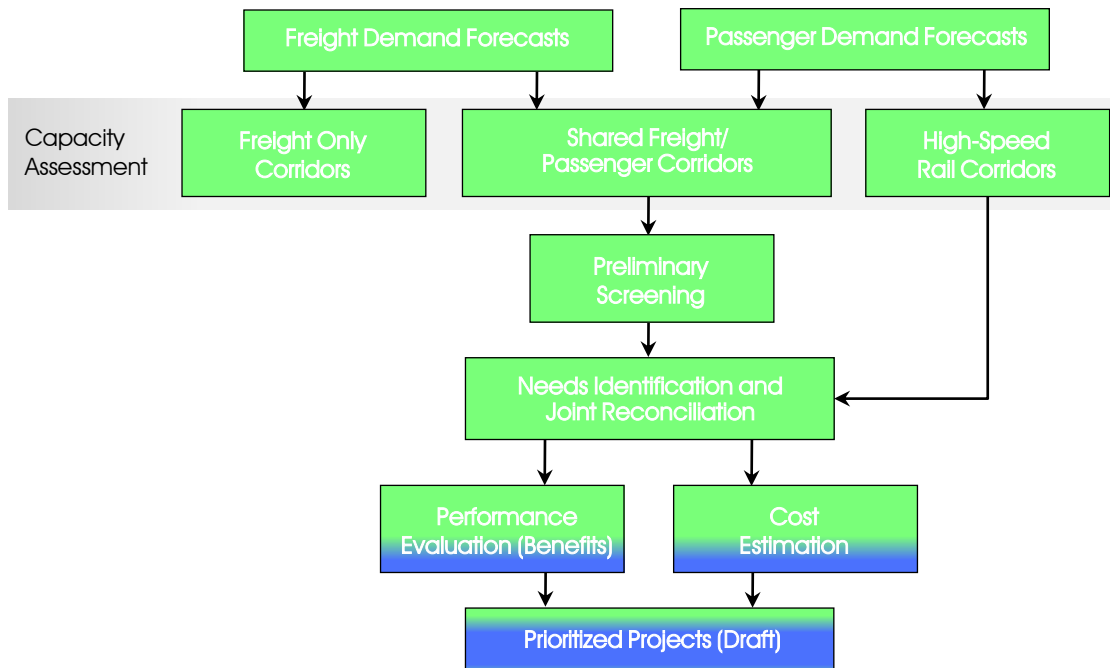 Freight Demand Forecasts
Passenger Demand Forecasts
Capacity
Assessment
Freight Only
Corridors
Shared Freight/
Passenger Corridors
High-Speed
Rail Corridors
Preliminary
Screening
Needs Identification and
Joint Reconciliation
Performance
Evaluation (Benefits)
Cost
Estimation
Prioritized Projects (Draft)